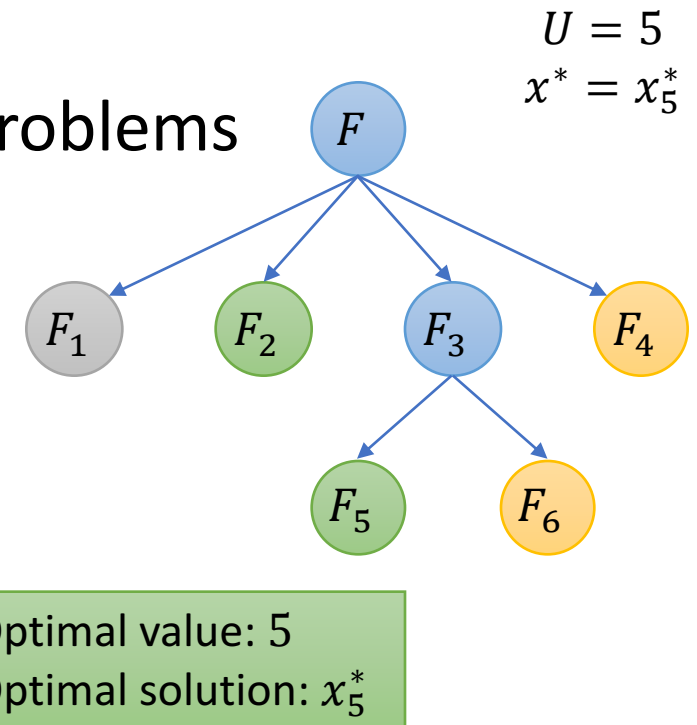 U = 5
x* = x₅*
roblems
F
F₁
F₂
F₃
F₄
F₅
F₆
ptimal value: 5
ptimal solution: x₅*